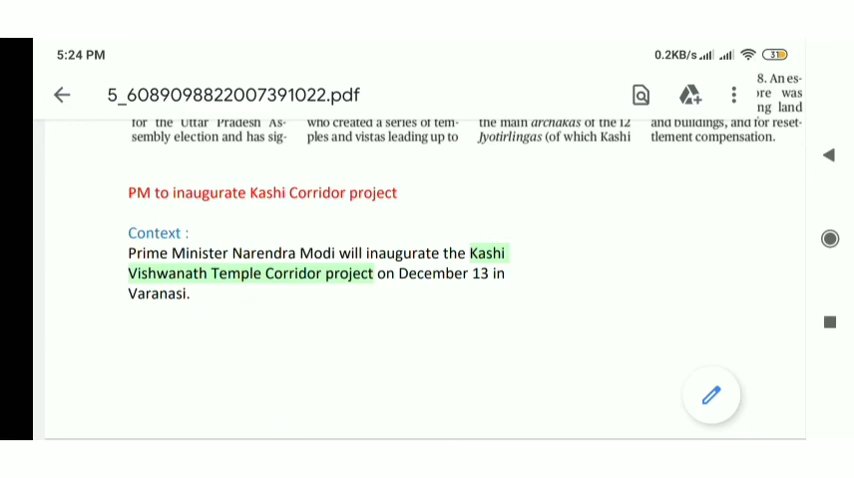 5:24 PM
0.2KB/s
31
5_6089098822007391022.pdf
8. An es-
ore was
ng land
for the Uttar Pradesh As-
sembly election and has sig-
who created a series of tem-
ples and vistas leading up to
the main archakas of the 12
Jyotirlingas (of which Kashi
and buildings, and for reset-
tlement compensation.
PM to inaugurate Kashi Corridor project
Context :
Prime Minister Narendra Modi will inaugurate the Kashi
Vishwanath Temple Corridor project on December 13 in
Varanasi.